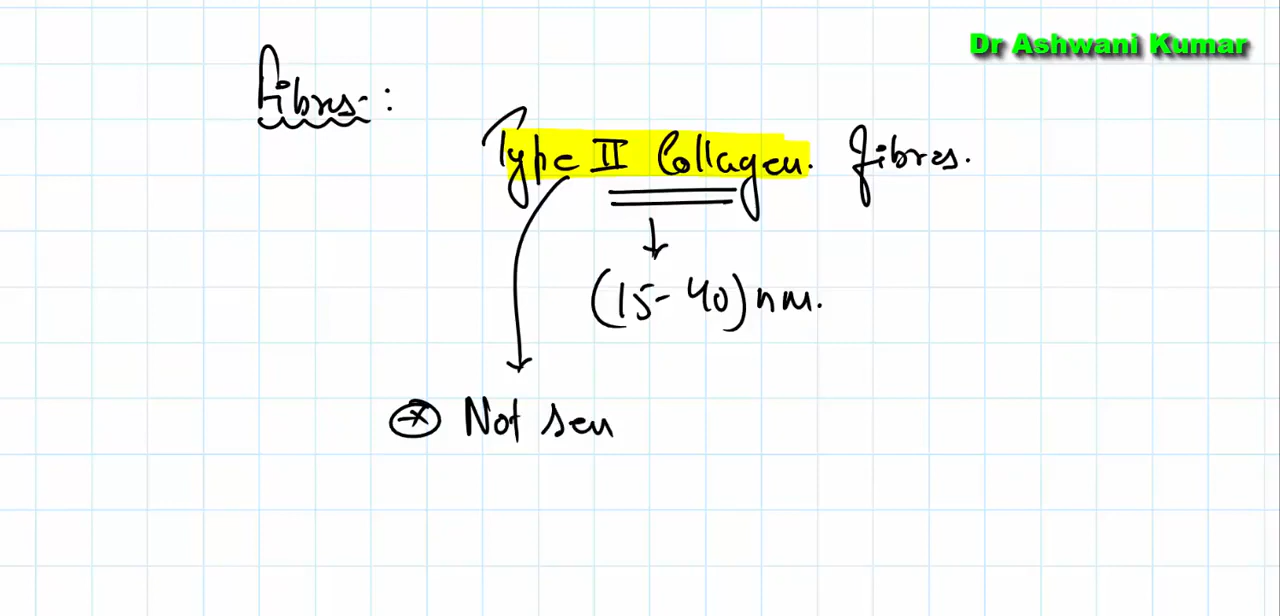 Dr Ashwani Kumar
fibres-:
Type II Collagen. fibres.
(15-40) nm.
Not seen